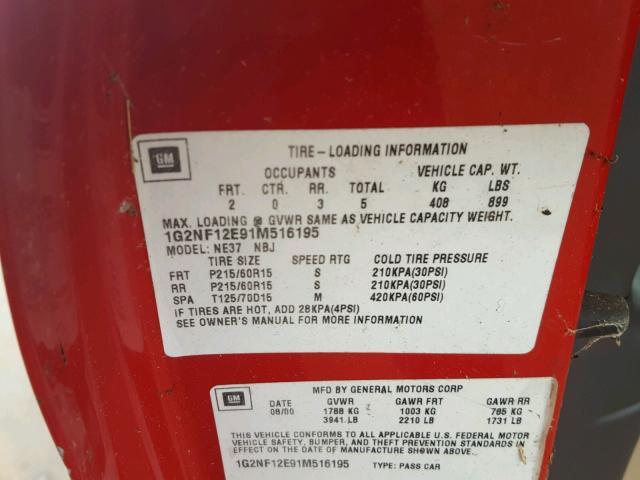 GM
TIRE-LOADING INFORMATION
OCCUPANTS VEHICLE CAP. WT.
FRT. CTR. RR. TOTAL KG LBS
2 0 3 5 408 899
MAX. LOADING @ GVWR SAME AS VEHICLE CAPACITY WEIGHT.
1G2NF12E91M516195
MODEL: NE37 NBJ
TIRE SIZE SPEED RTG COLD TIRE PRESSURE
FRT P215/60R15 S 210KPA(30PSI)
RR P215/60R15 S 210KPA(30PSI)
SPA T125/70D15 M 420KPA(60PSI)
IF TIRES ARE HOT, ADD 28KPA(4PSI)
SEE OWNER'S MANUAL FOR MORE INFORMATION
GM
MFD BY GENERAL MOTORS CORP
DATE GVWR GAWR FRT GAWR RR
08/00 1788 KG 1003 KG 785 KG
3941 LB 2210 LB 1731 LB
THIS VEHICLE CONFORMS TO ALL APPLICABLE U.S. FEDERAL MOTOR
VEHICLE SAFETY, BUMPER, AND THEFT PREVENTION STANDARDS IN
EFFECT ON THE DATE OF MANUFACTURE SHOWN ABOVE.
1G2NF12E91M516195 TYPE: PASS CAR